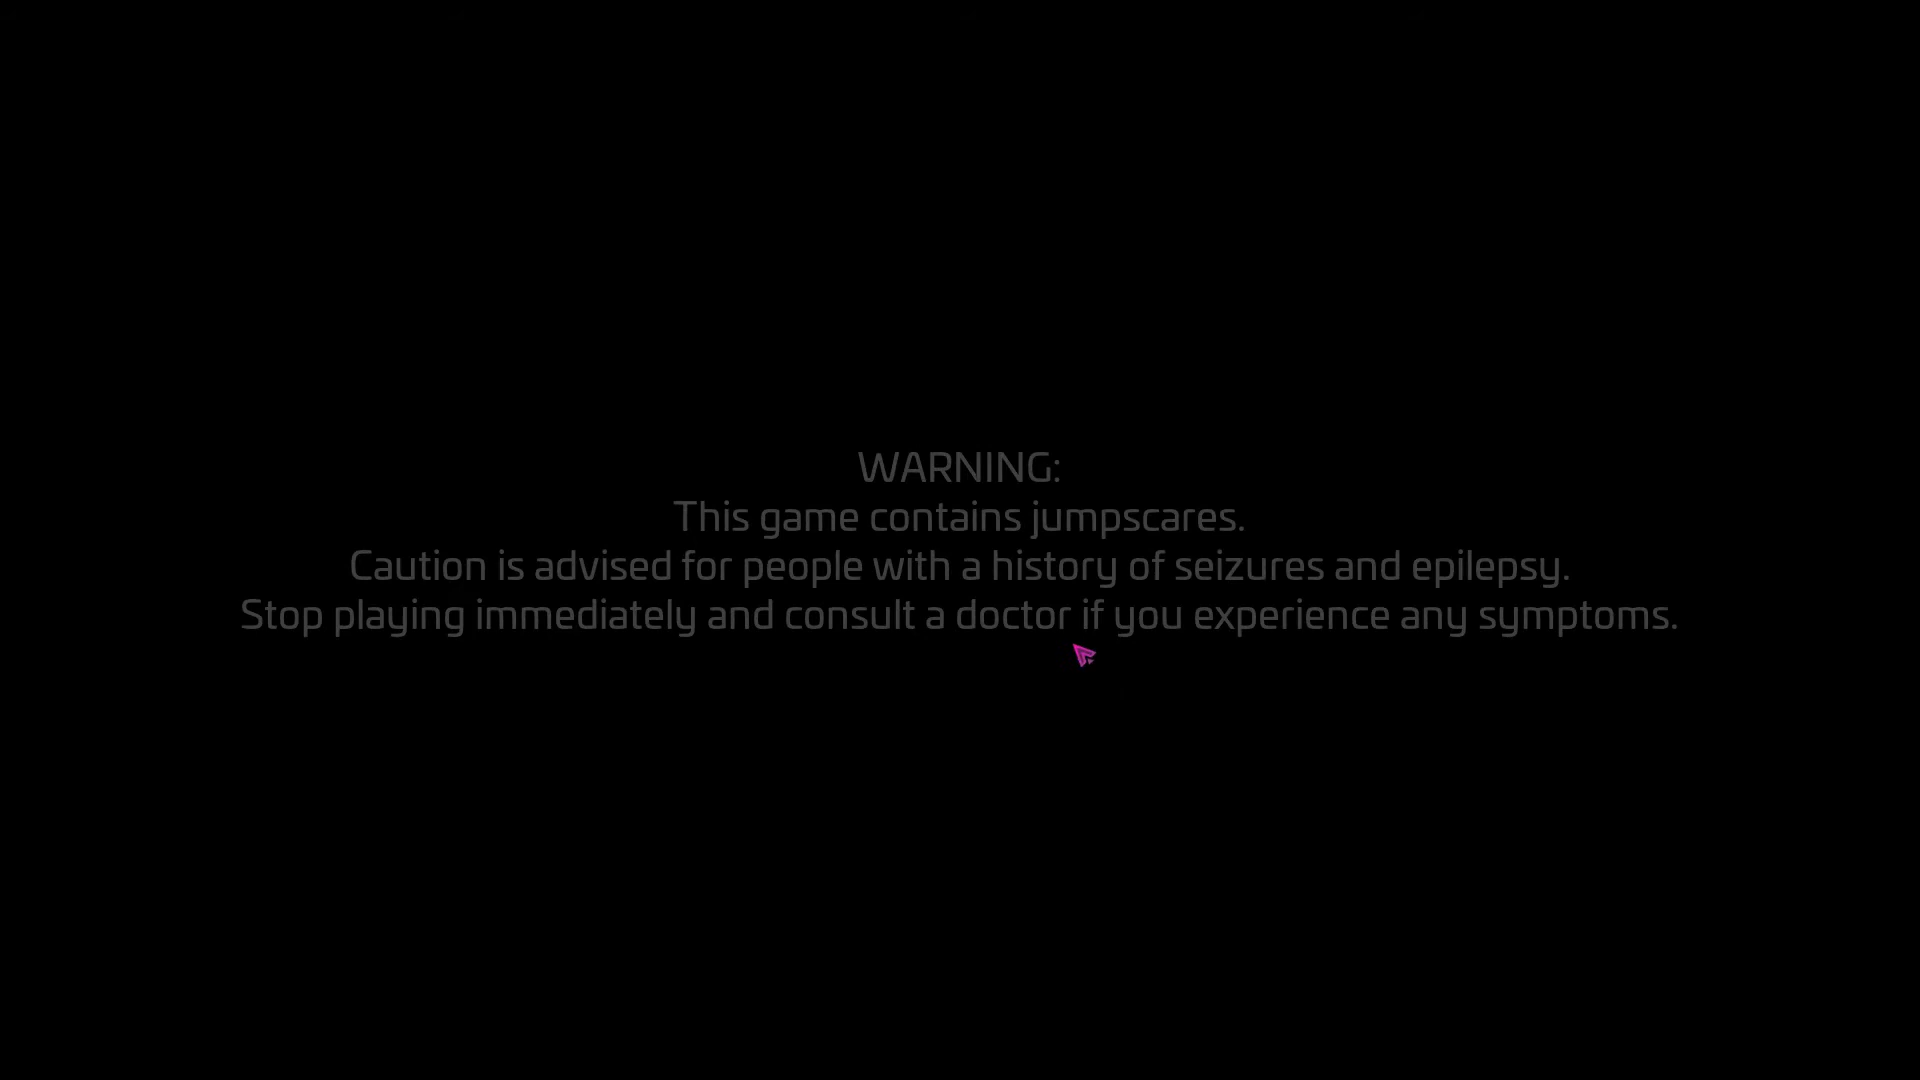 WARNING:
This game contains jumpscares.
Caution is advised for people with a history of seizures and epilepsy.
Stop playing immediately and consult a doctor if you experience any symptoms.